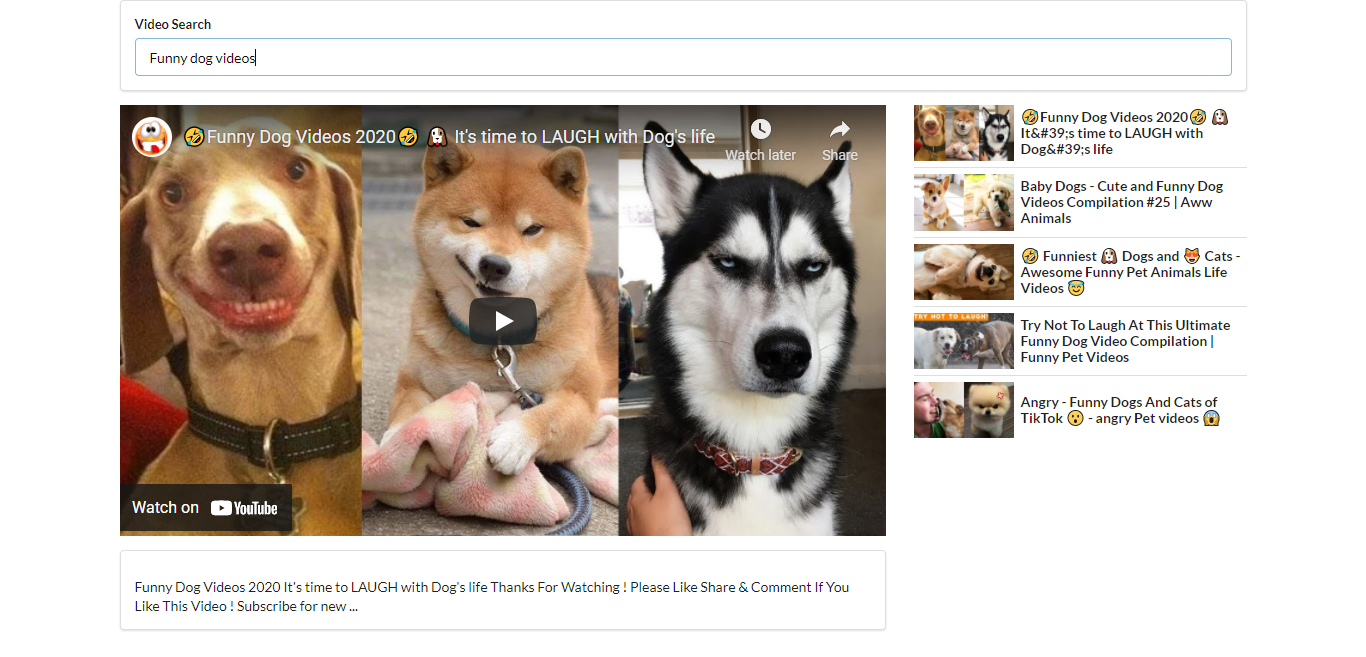 Video Search
Funny dog videos
🤣Funny Dog Videos 2020🤣 🐶 It's time to LAUGH with Dog's life
Watch later
Share
Watch on YouTube
Funny Dog Videos 2020 It's time to LAUGH with Dog's life Thanks For Watching ! Please Like Share & Comment If You
Like This Video ! Subscribe for new ...
🤣Funny Dog Videos 2020🤣 🐶
It&#39;s time to LAUGH with
Dog&#39;s life
Baby Dogs - Cute and Funny Dog
Videos Compilation #25 | Aww
Animals
🤣 Funniest 🐶 Dogs and 😻 Cats -
Awesome Funny Pet Animals Life
Videos 😇
TRY NOT TO LAUGH!
Try Not To Laugh At This Ultimate
Funny Dog Video Compilation |
Funny Pet Videos
Angry - Funny Dogs And Cats of
TikTok 😮 - angry Pet videos 😱